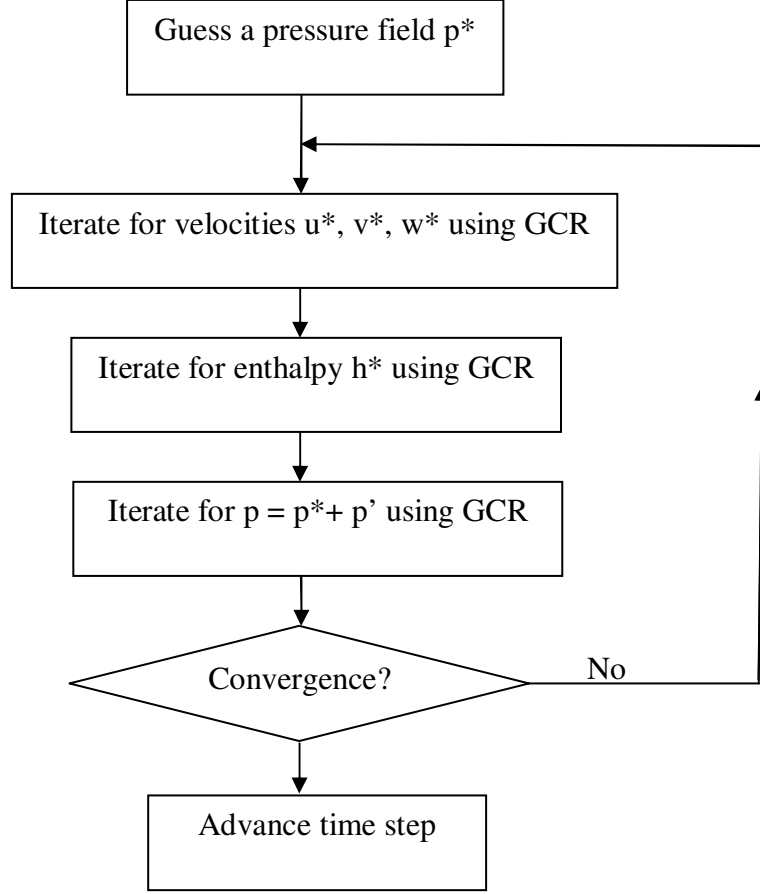 Guess a pressure field p*
Iterate for velocities u*, v*, w* using GCR
Iterate for enthalpy h* using GCR
Iterate for p = p*+ p’ using GCR
Convergence?
No
Advance time step